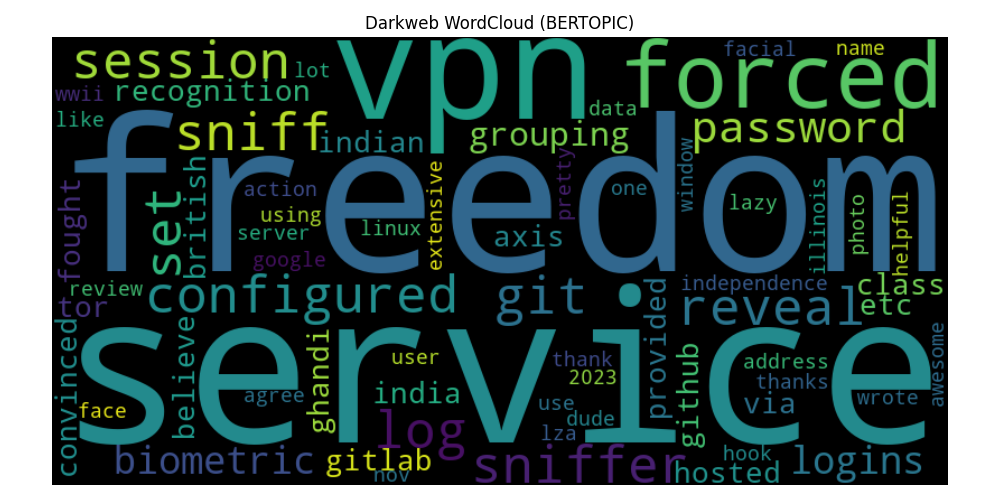 Darkweb WordCloud (BERTOPIC)
session
lot
vpn
facial
name
forced
wwii
recognition
data
like
sniff
indian
grouping
password
freedom
fought
set
british
action
using
server
linux
google
extensive
pretty
axis
one
window
lazy
illinois
photo
helpful
review
tor
configured
git
provided
independence
reveal
class
etc
service
convinced
believe
ghandi
user
india
thank
2023
github
address
thanks
via
wrote
awesome
face
agree
log
use
dude
lza
biometric
gitlab
nov
sniffer
hosted
hook
logins